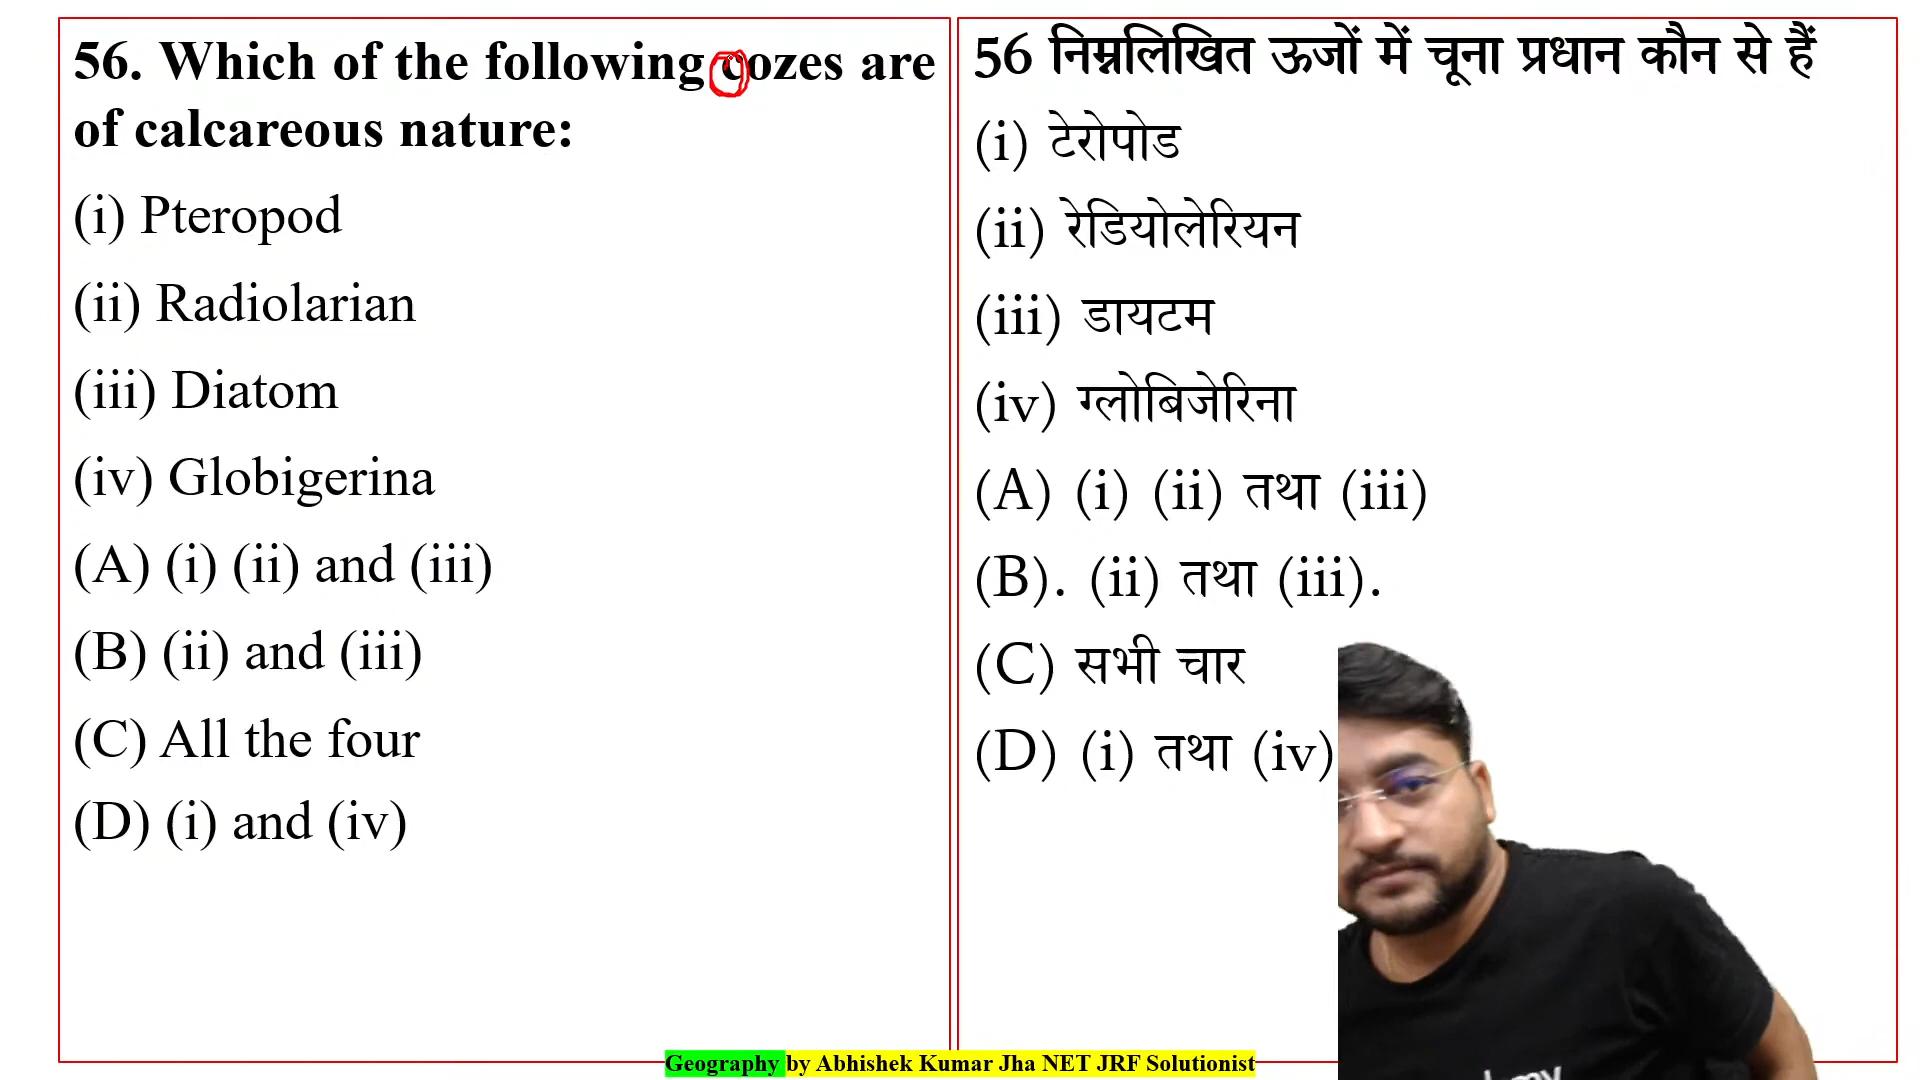 56. Which of the following cozes are
of calcareous nature:
(i) Pteropod
(ii) Radiolarian
(iii) Diatom
(iv) Globigerina
(A) (i) (ii) and (iii)
(B) (ii) and (iii)
(C) All the four
(D) (i) and (iv)
56 निम्नलिखित ऊजों में चूना प्रधान कौन से हैं
(i) टेरोपोड
(ii) रेडियोलेरियन
(iii) डायटम
(iv) ग्लोबिजेरिना
(A) (i) (ii) तथा (iii)
(B). (ii) तथा (iii).
(C) सभी चार
(D) (i) तथा (iv)
Geography by Abhishek Kumar Jha NET JRF Solutionist